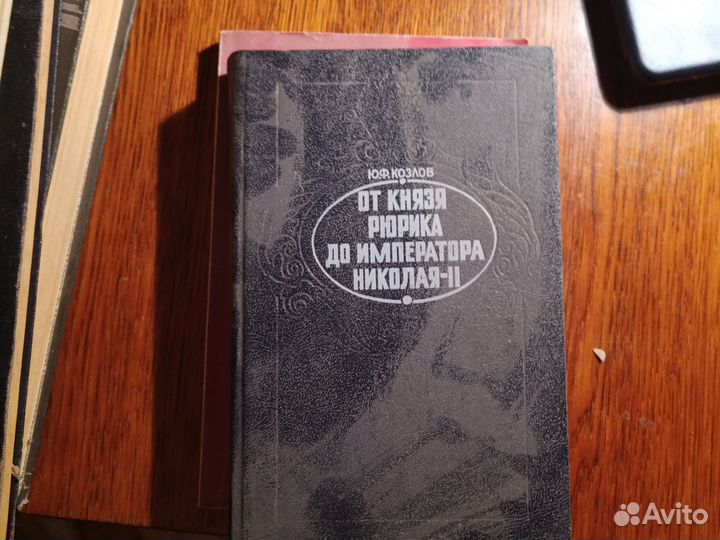 Ю.Ф. КОЗЛОВ
ОТ КНЯЗЯ
РЮРИКА
ДО ИМПЕРАТОРА
НИКОЛАЯ-II
Avito